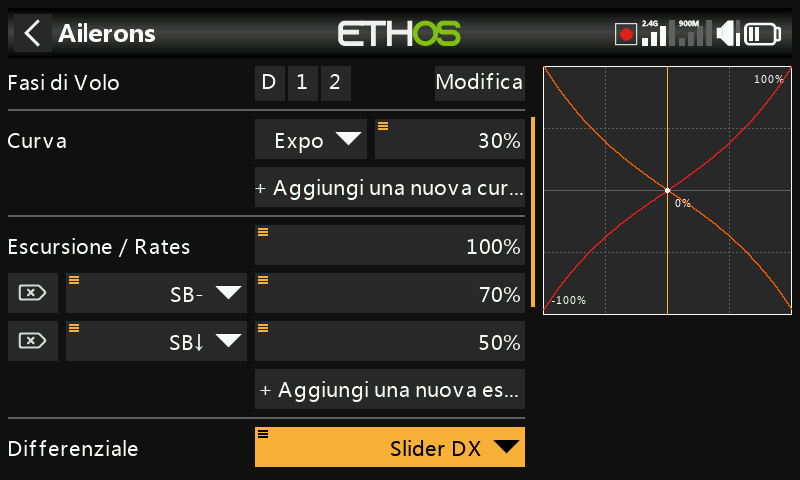 Ailerons
ETHOS
2.4G 900M
Fasi di Volo D 1 2 Modifica
Curva Expo 30%
+ Aggiungi una nuova cur...
Escursione / Rates 100%
SB- 70%
SB↓ 50%
+ Aggiungi una nuova es...
Differenziale Slider DX
100%
0%
-100%